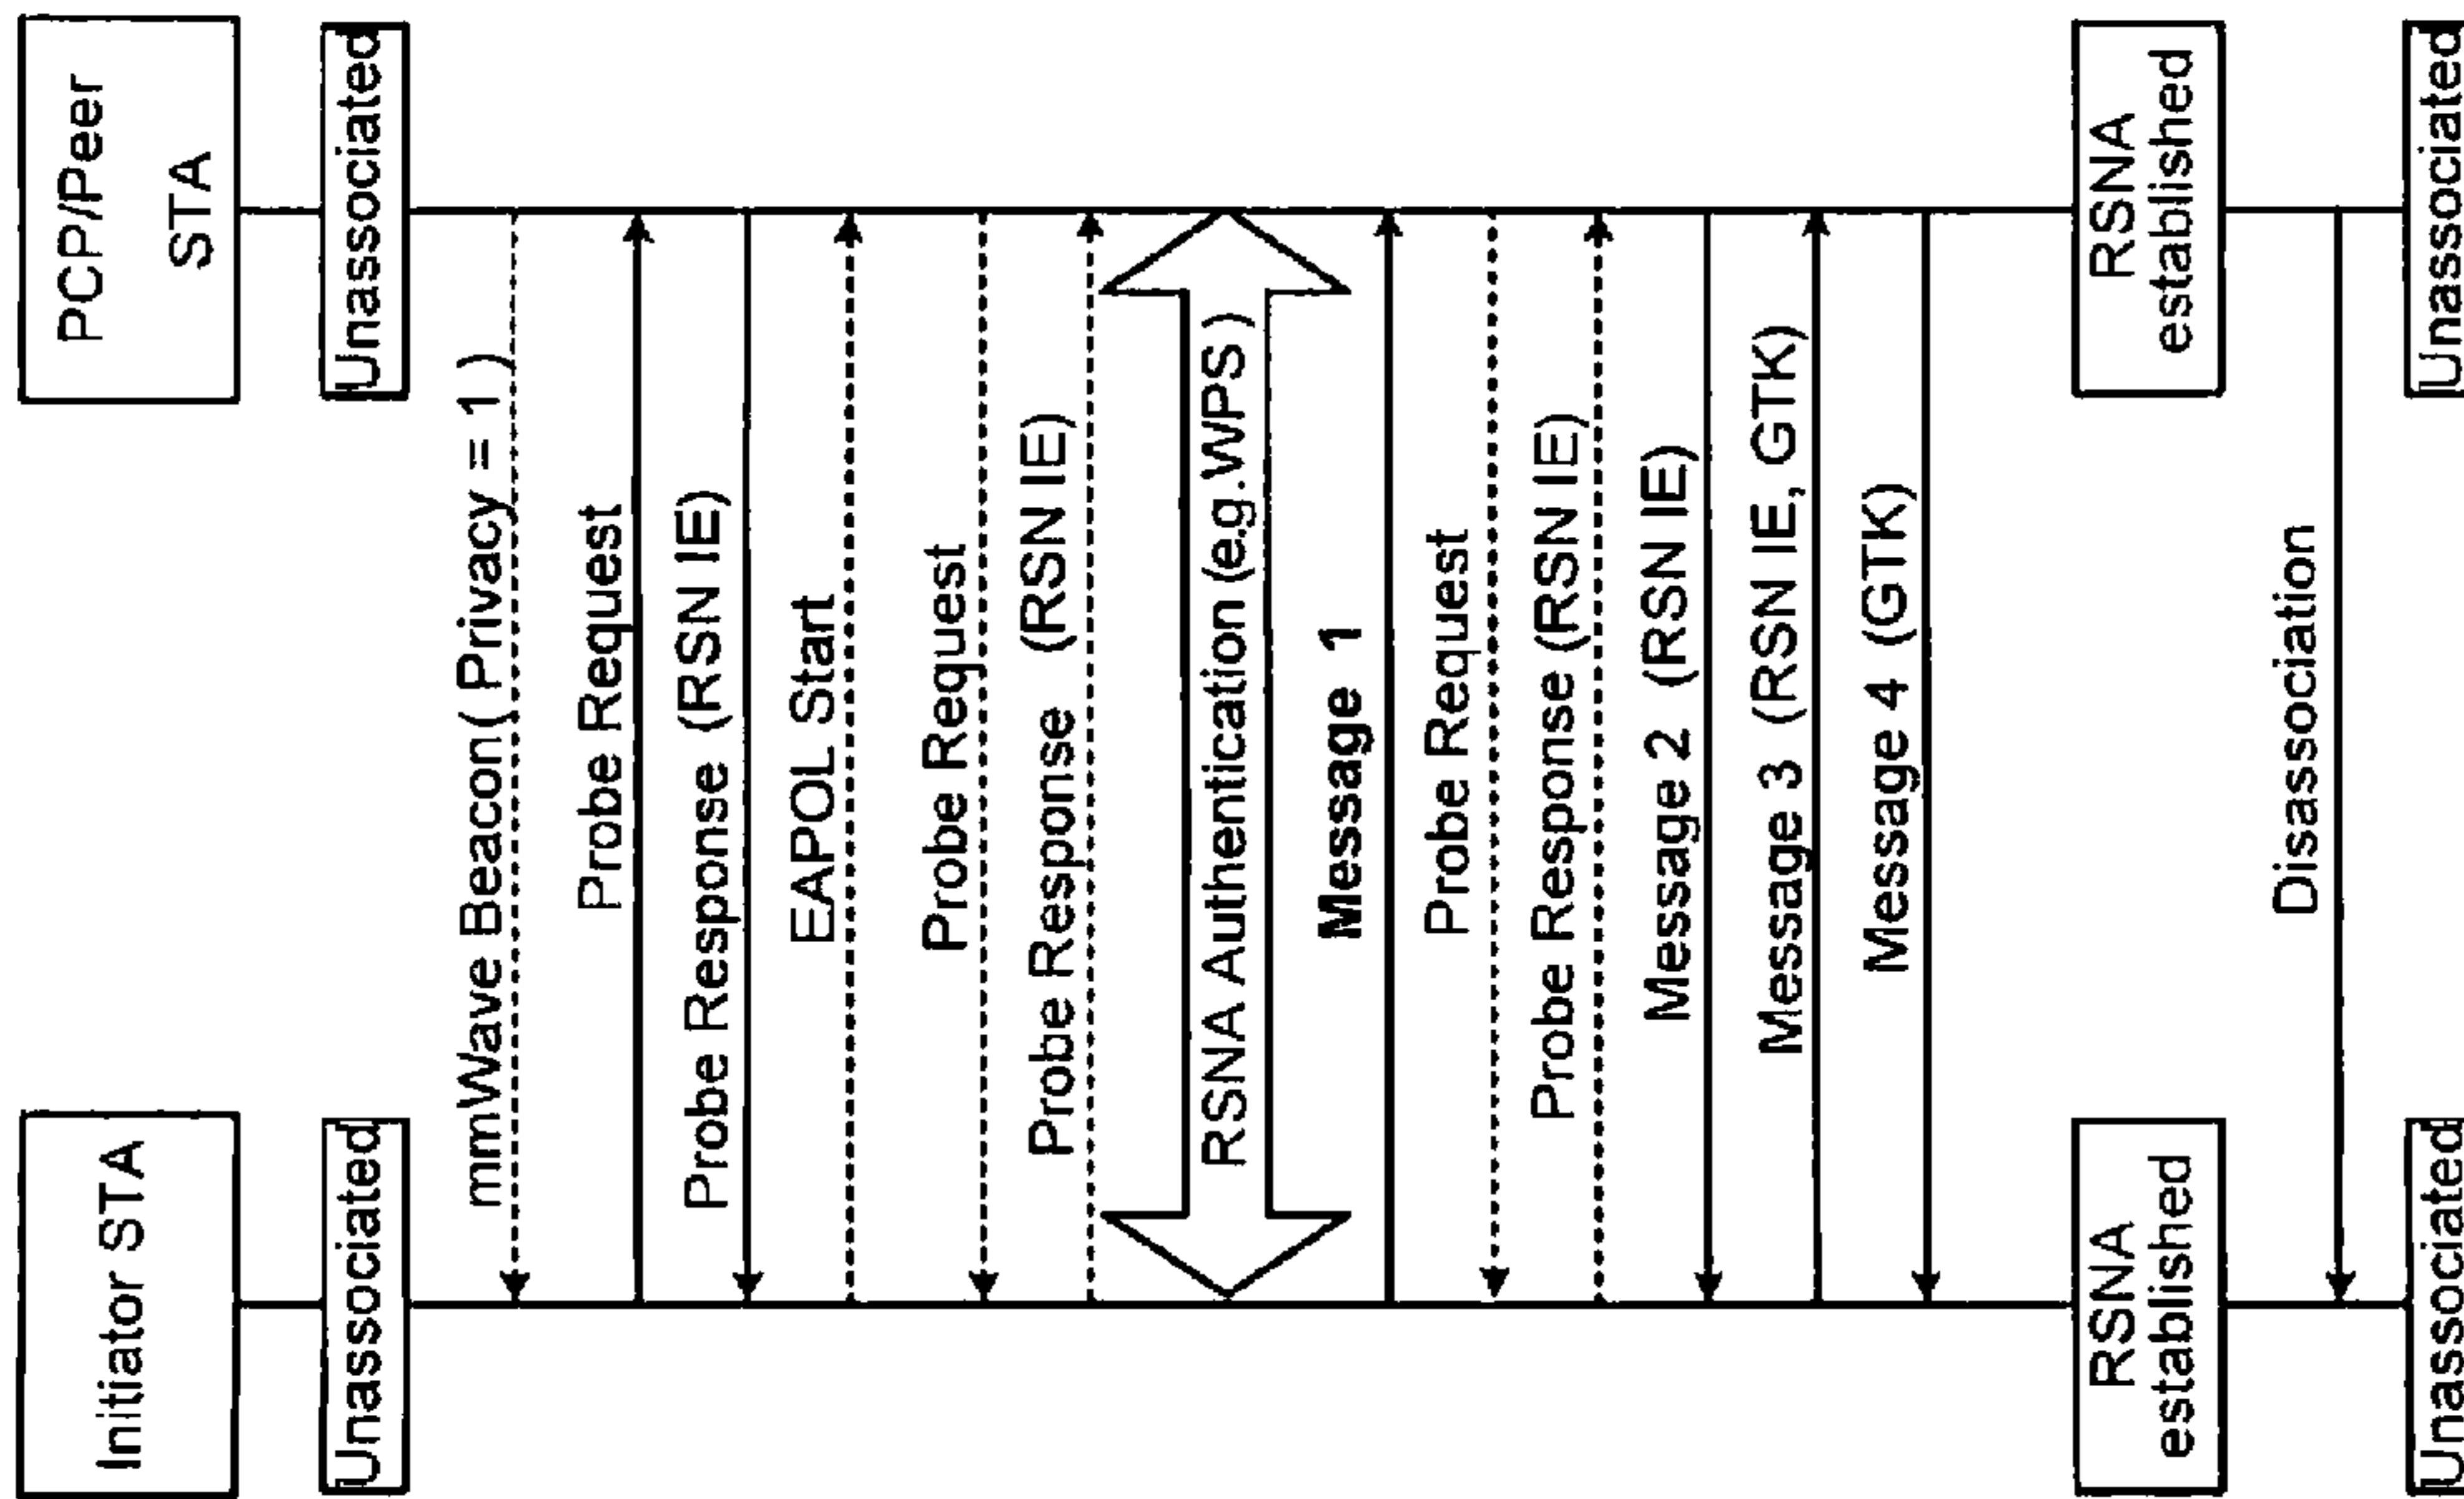 Initiator STA
PCP/Peer
STA
Unassociated
Unassociated
mmWave Beacon( Privacy = 1 )
Probe Request
Probe Response (RSN IE)
EAPOL Start
Probe Request
Probe Response (RSN IE)
RSNA Authentication (e.g.WPS )
Message 1
Probe Request
Probe Response (RSN IE)
Message 2 (RSN IE)
Message 3 (RSN IE, GTK)
Message 4 (GTK)
RSNA
established
RSNA
established
Disassociation
Unassociated
Unassociated